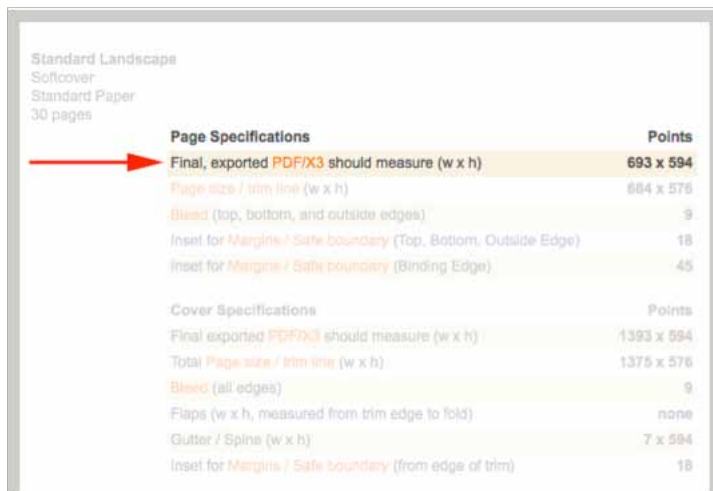 Standard Landscape
Softcover
Standard Paper
30 pages
Page Specifications Points
Final, exported PDF/X3 should measure (w x h) 693 x 594
Page size / trim line (w x h) 684 x 576
Bleed (top, bottom, and outside edges) 9
Inset for Margins / Safe boundary (Top, Bottom, Outside Edge) 18
Inset for Margins / Safe boundary (Binding Edge) 45
Cover Specifications Points
Final exported PDF/X3 should measure (w x h) 1393 x 594
Total Page size / trim line (w x h) 1375 x 576
Bleed (all edges) 9
Flaps (w x h, measured from trim edge to fold) none
Gutter / Spine (w x h) 7 x 594
Inset for Margins / Safe boundary (from edge of trim) 18